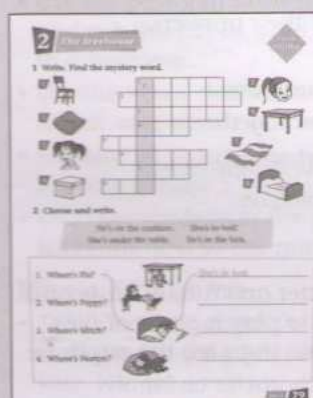 2 The treehouse
1 Write. Find the mystery word.
2 Choose and write.
He's on the cushion. She's in bed.
She's under the table. He's in the box.
1. Where's Flo?
She's in bed.
2. Where's Poppy?
3. Where's Mitch?
4. Where's Norton?
79